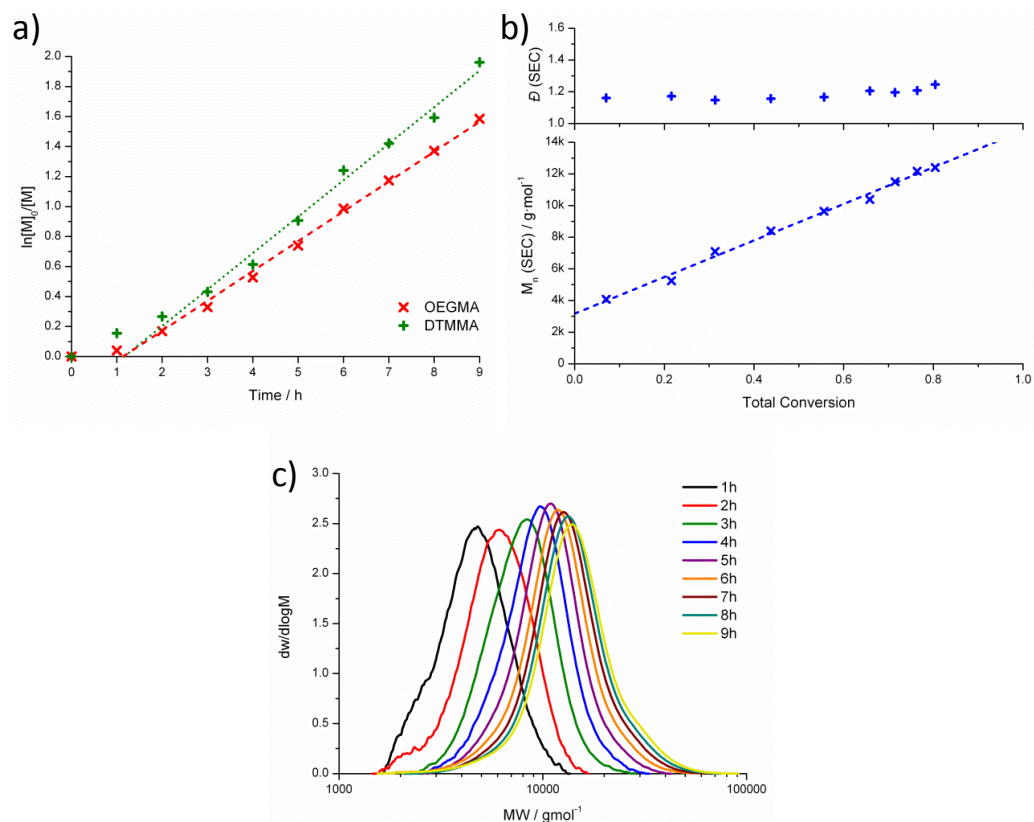 a)
ln[M]₀/[M]
2.0
1.8
1.6
1.4
1.2
1.0
0.8
0.6
0.4
0.2
0.0
OEGMA
DTMMA
0 1 2 3 4 5 6 7 8 9
Time / h
b)
Đ (SEC)
1.6
1.4
1.2
1.0
Mₙ (SEC) / g·mol⁻¹
14k
12k
10k
8k
6k
4k
2k
0
0.0 0.2 0.4 0.6 0.8 1.0
Total Conversion
c)
dw/dlogM
3.0
2.5
2.0
1.5
1.0
0.5
0.0
1h
2h
3h
4h
5h
6h
7h
8h
9h
1000 10000 100000
MW / gmol⁻¹